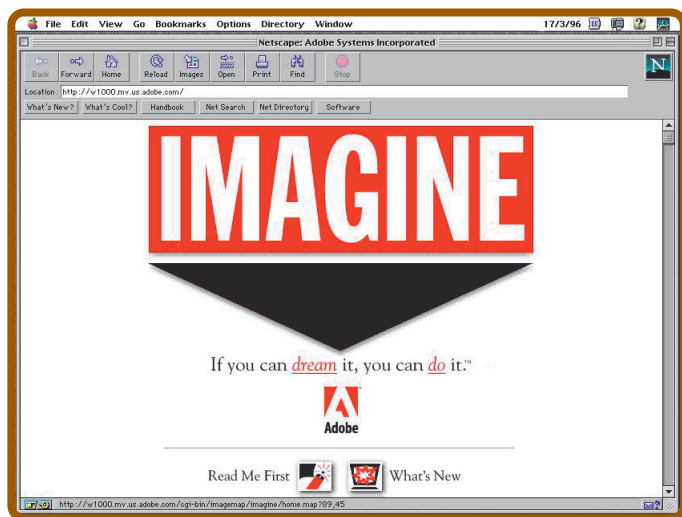 File Edit View Go Bookmarks Options Directory Window 17/3/96
Netscape: Adobe Systems Incorporated
Back Forward Home Reload Images Open Print Find Stop
Location: http://w1000.mv.us.adobe.com/
What's New? What's Cool? Handbook Net Search Net Directory Software
IMAGINE
If you can dream it, you can do it.™
Adobe
Read Me First What's New
http://w1000.mv.us.adobe.com/cgi-bin/imagemap/imagine/home.map?89,45